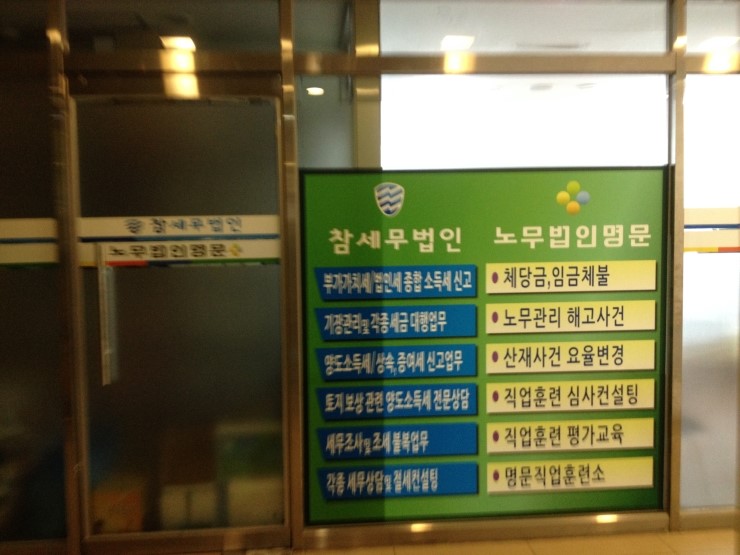 참세무법인
노무법인명문
참세무법인
부가가치세/법인세 종합 소득세 신고
기장관리및 각종 세금 대행업무
양도소득세/상속, 증여세 신고업무
토지보상 관련 양도소득세 전문상담
세무조사및 조세 불복업무
각종 세무상담및 절세컨설팅
노무법인명문
체당금,임금체불
노무관리 해고사건
산재사건 요율변경
직업훈련 심사컨설팅
직업훈련 평가교육
명문직업훈련소